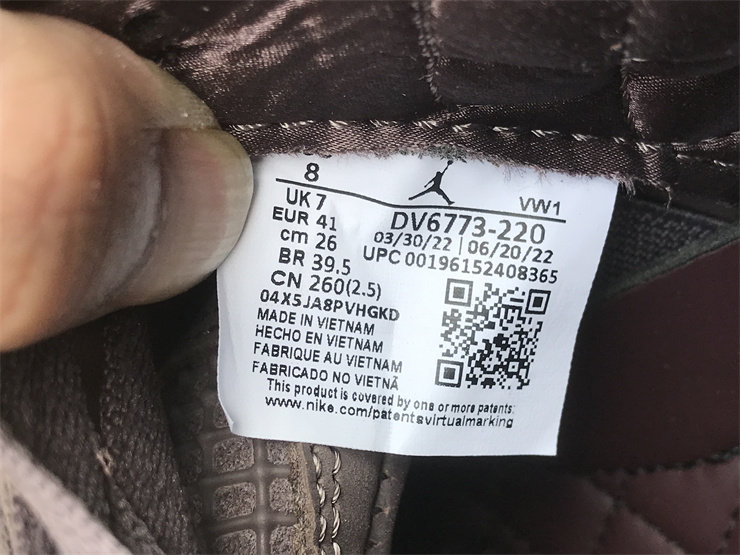 8
VW1
UK 7
EUR 41
cm 26
BR 39.5
CN 260(2.5)
DV6773-220
03/30/22 | 06/20/22
UPC 00196152408365
04X5JA8PVHGKD
MADE IN VIETNAM
HECHO EN VIETNAM
FABRIQUE AU VIETNAM
FABRICADO NO VIETNÃ
This product is covered by one or more patents:
www.nike.com/patentsvirtualmarking